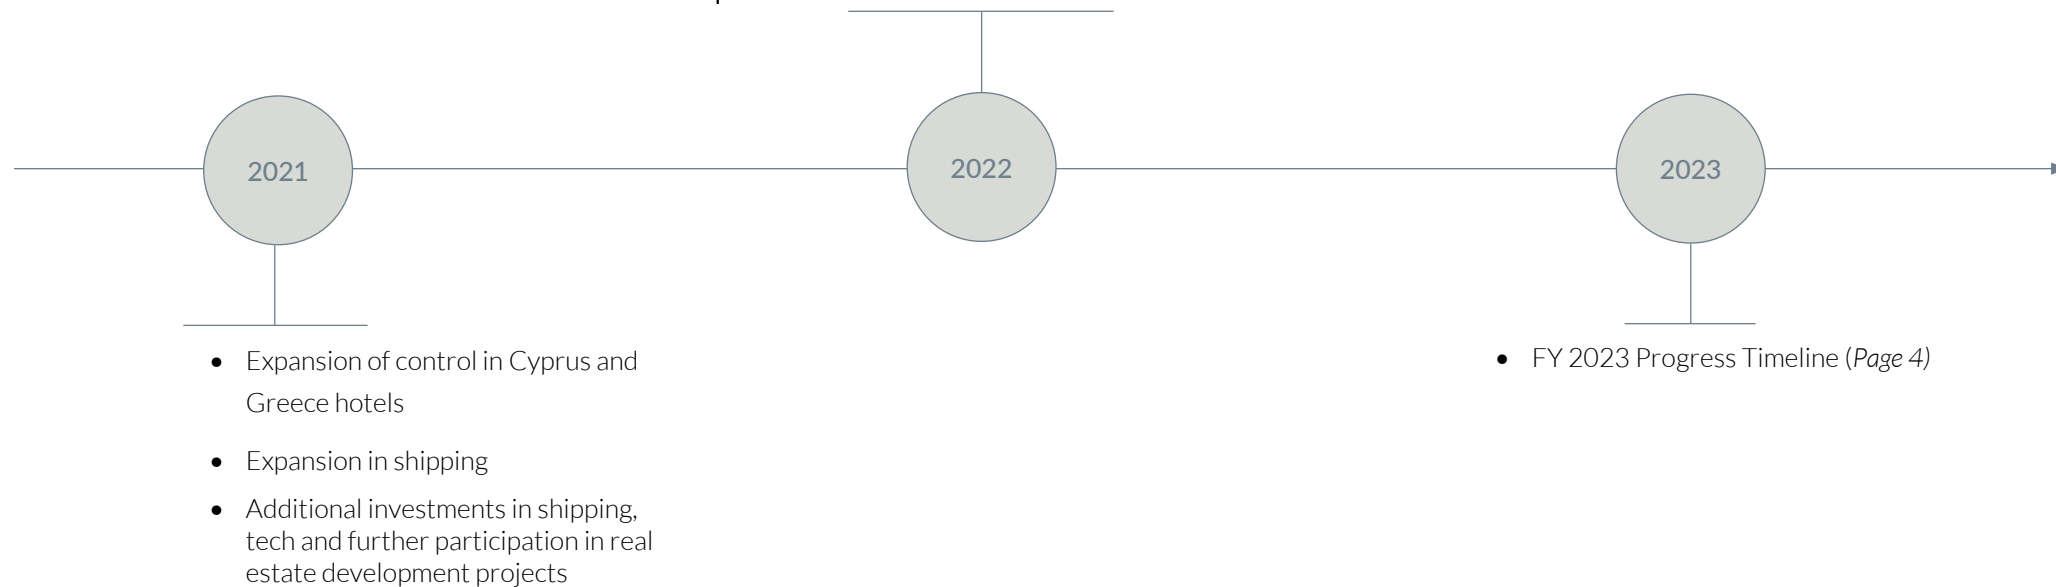 2021
2022
2023
• Expansion of control in Cyprus and
Greece hotels
• Expansion in shipping
• Additional investments in shipping,
tech and further participation in real
estate development projects
• FY 2023 Progress Timeline (Page 4)